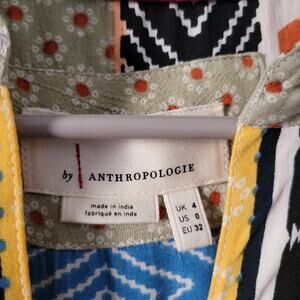 by ANTHROPOLOGIE
made in india
fabriqué en inde
UK 4
US 0
EU 32